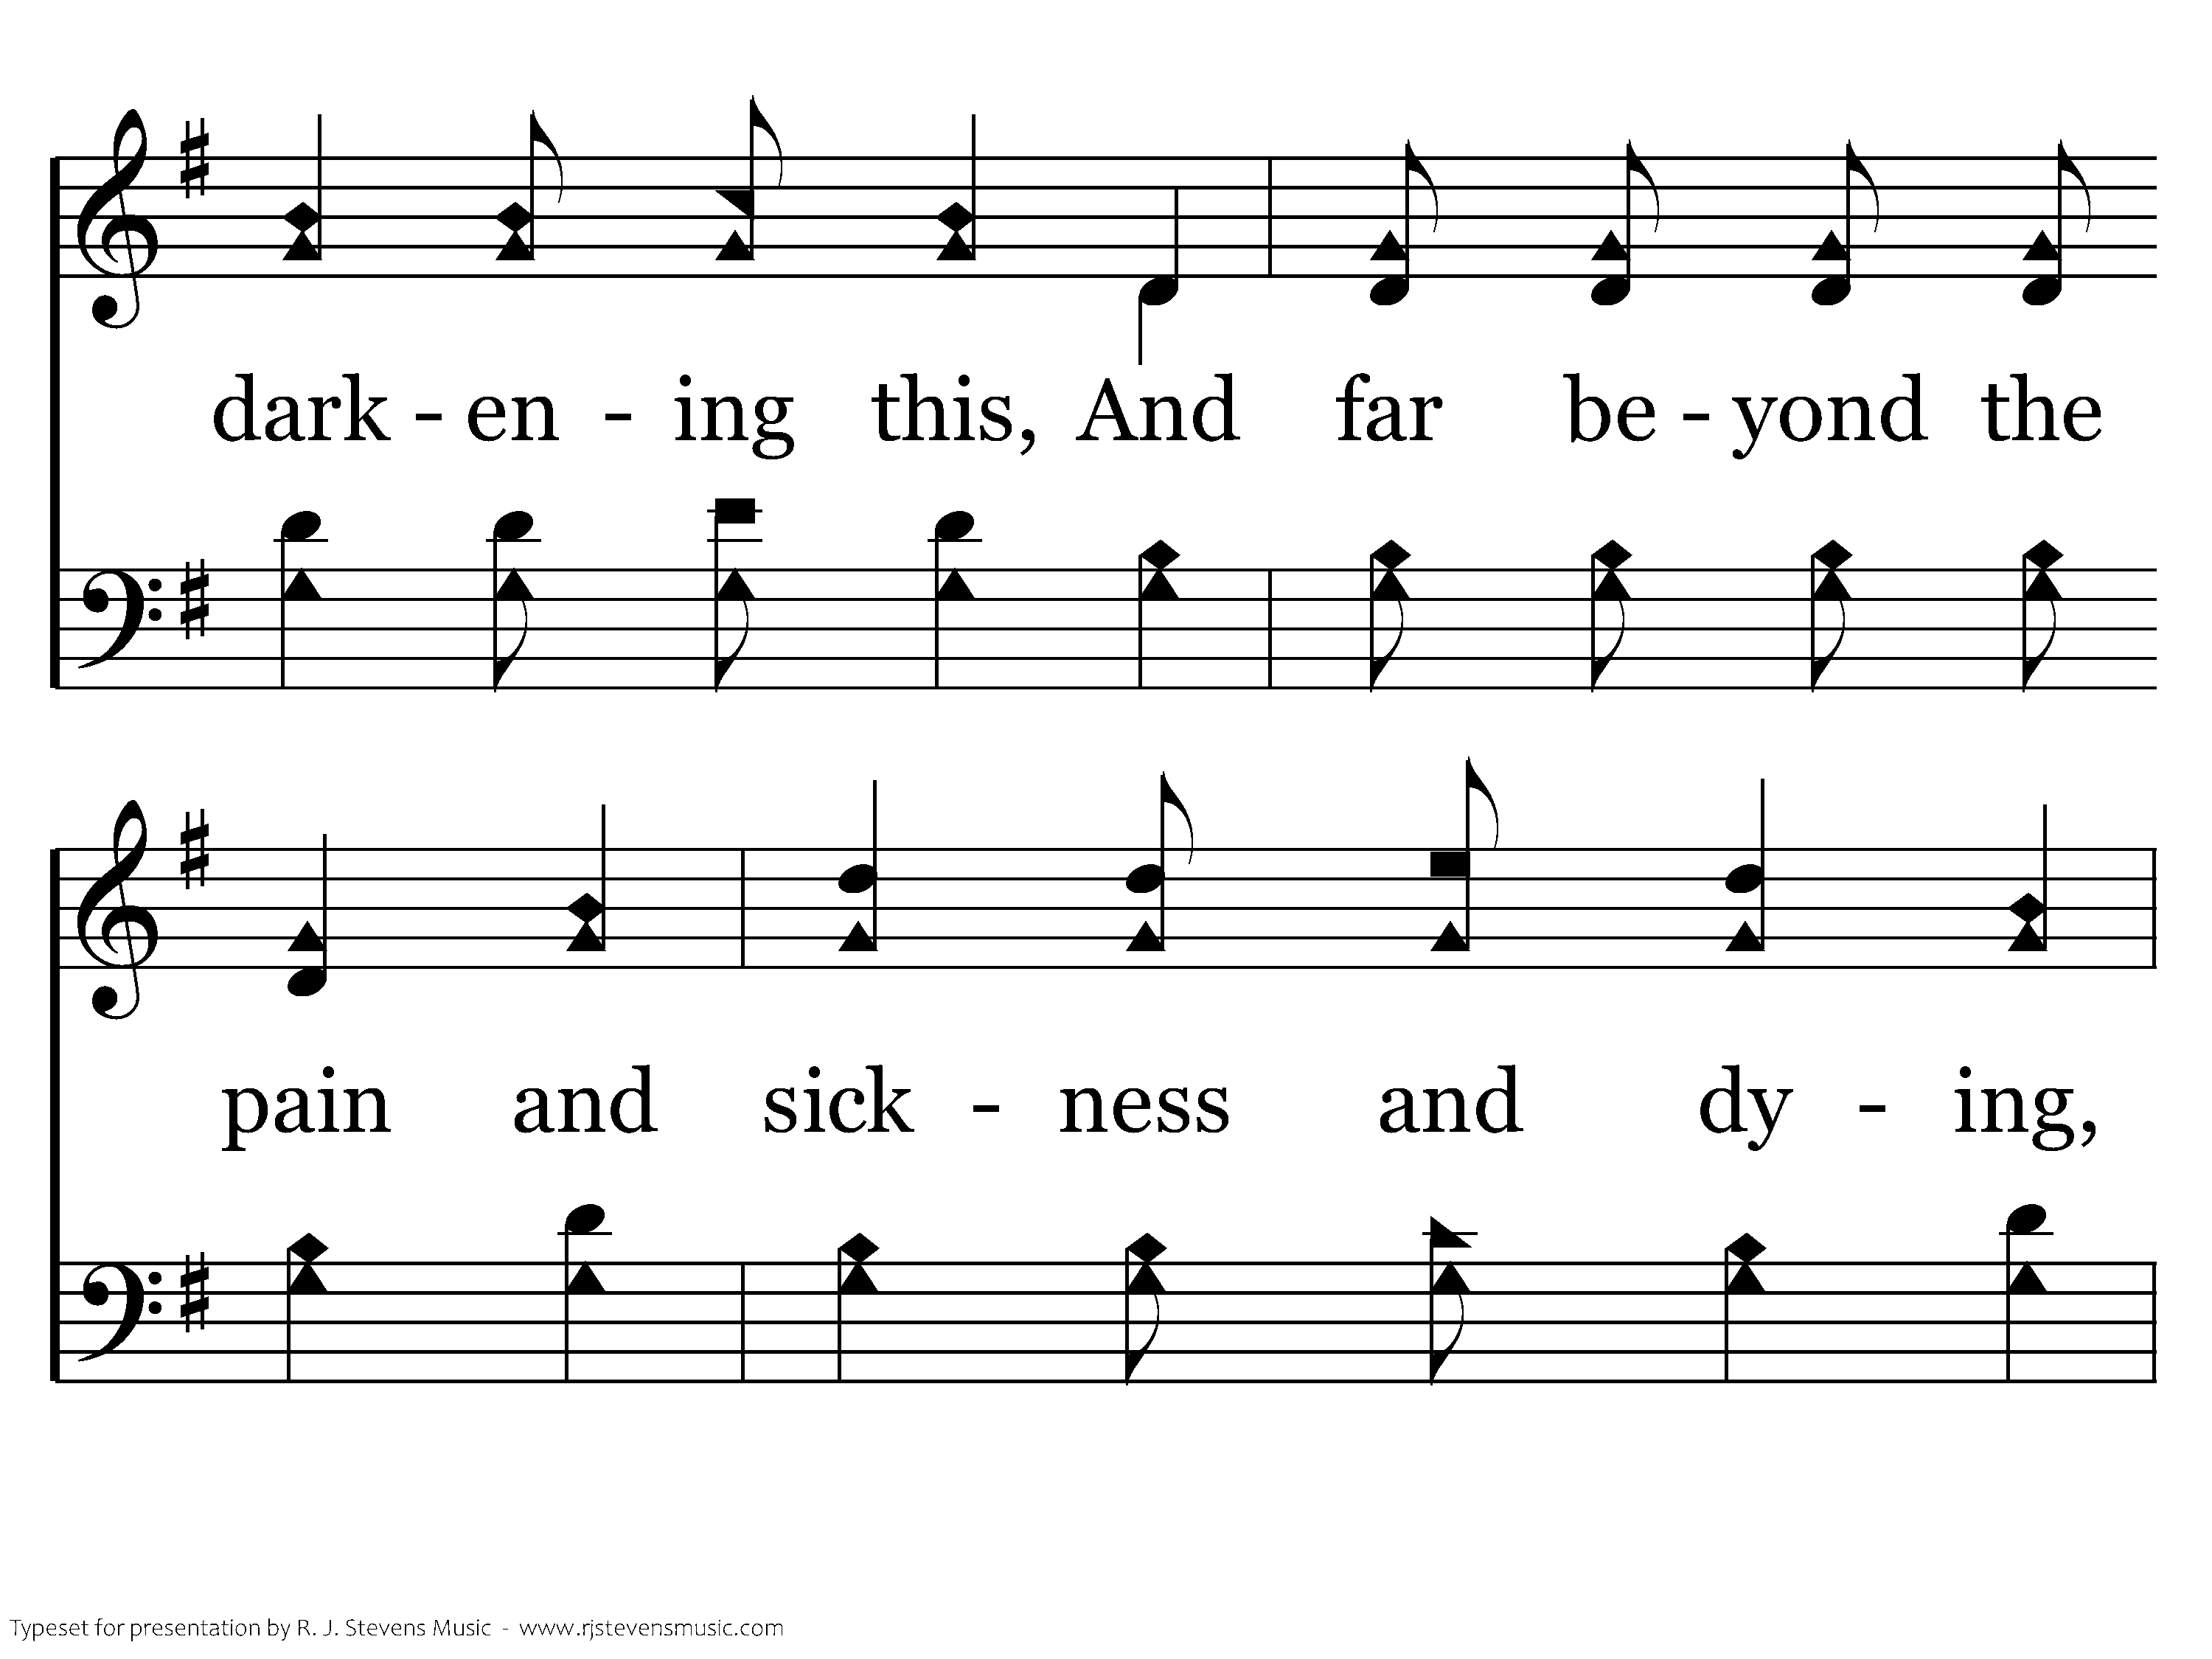 dark - en - ing this, And far be - yond the
pain and sick - ness and dy - ing,
Typeset for presentation by R. J. Stevens Music - www.rjstevensmusic.com